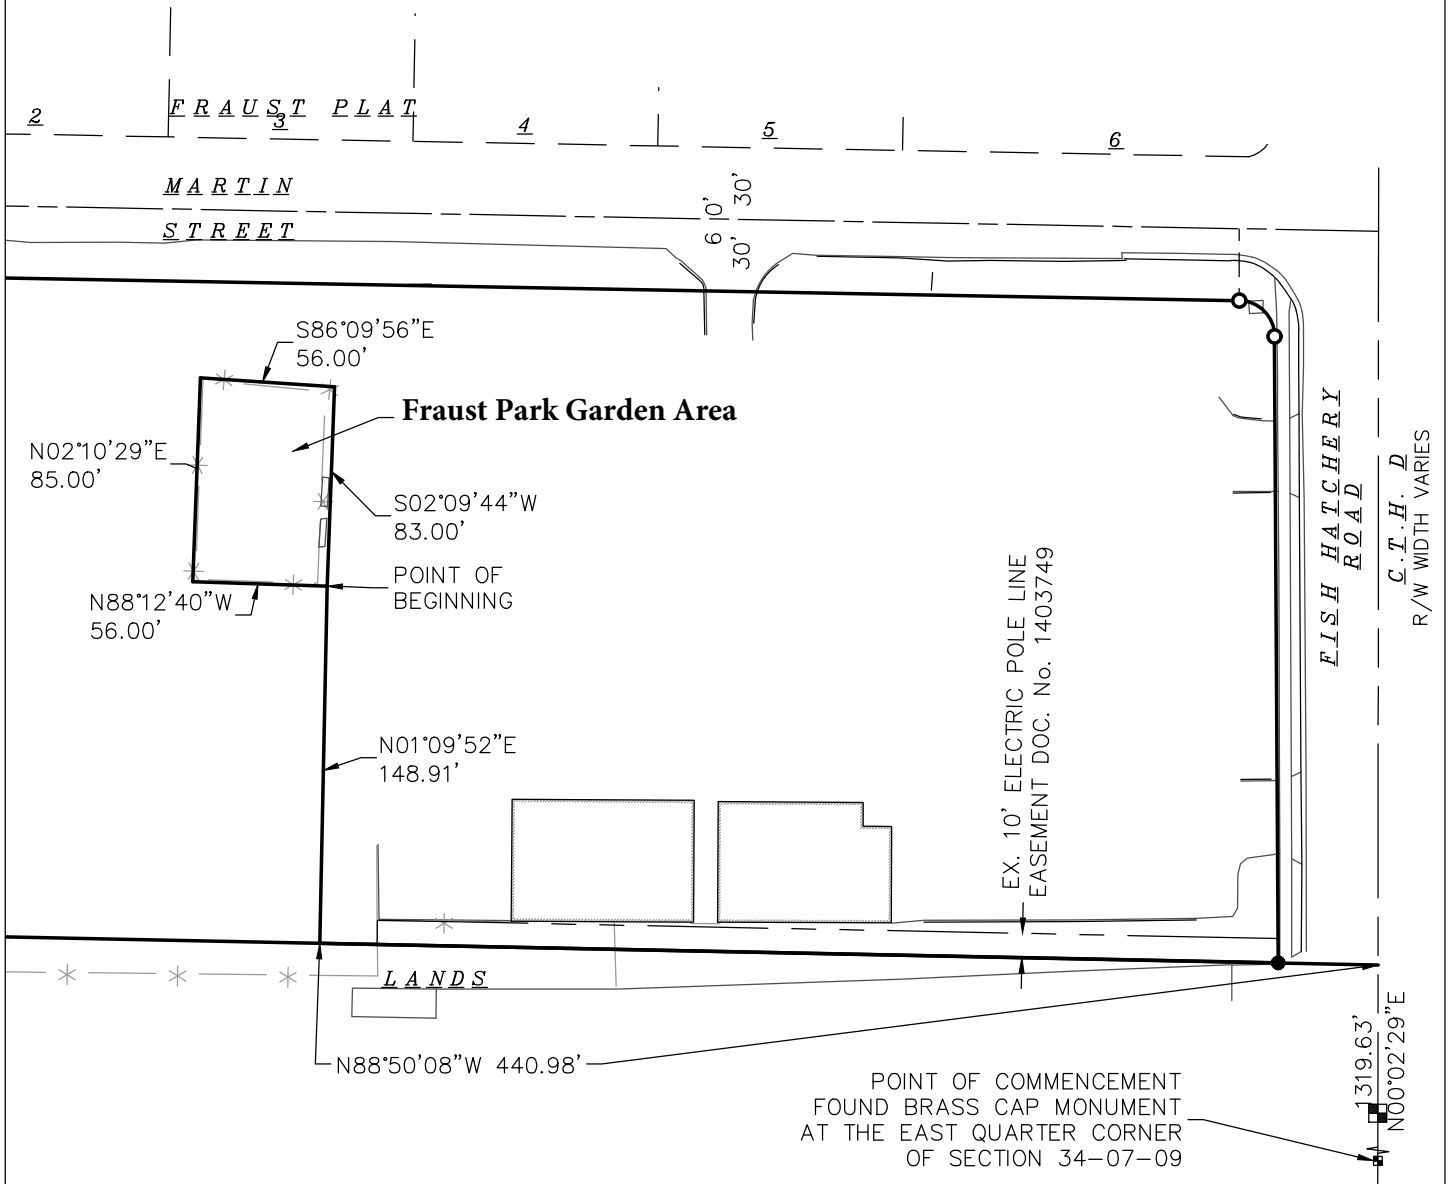 FRAUST PLAT
2
3
4
5
6
MARTIN
STREET
60'
30'
30'
S86°09'56"E
56.00'
Fraust Park Garden Area
N02°10'29"E
85.00'
S02°09'44"W
83.00'
POINT OF
BEGINNING
N88°12'40"W
56.00'
N01°09'52"E
148.91'
EX. 10' ELECTRIC POLE LINE
EASEMENT DOC. No. 1403749
FISH HATCHERY
ROAD
C.T.H. D
R/W WIDTH VARIES
LANDS
N88°50'08"W 440.98'
1319.63'
N00°02'29"E
POINT OF COMMENCEMENT
FOUND BRASS CAP MONUMENT
AT THE EAST QUARTER CORNER
OF SECTION 34-07-09